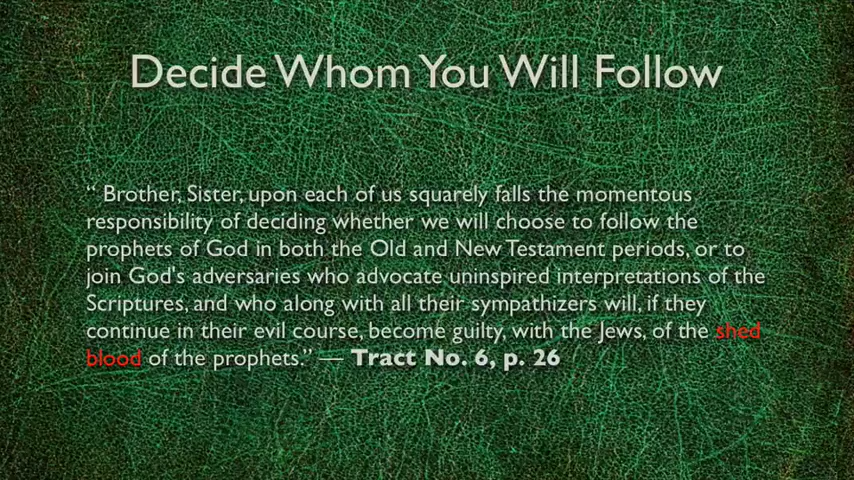 Decide Whom You Will Follow
“ Brother, Sister, upon each of us squarely falls the momentous
responsibility of deciding whether we will choose to follow the
prophets of God in both the Old and New Testament periods, or to
join God's adversaries who advocate uninspired interpretations of the
Scriptures, and who along with all their sympathizers will, if they
continue in their evil course, become guilty, with the Jews, of the shed
blood of the prophets.” — Tract No. 6, p. 26